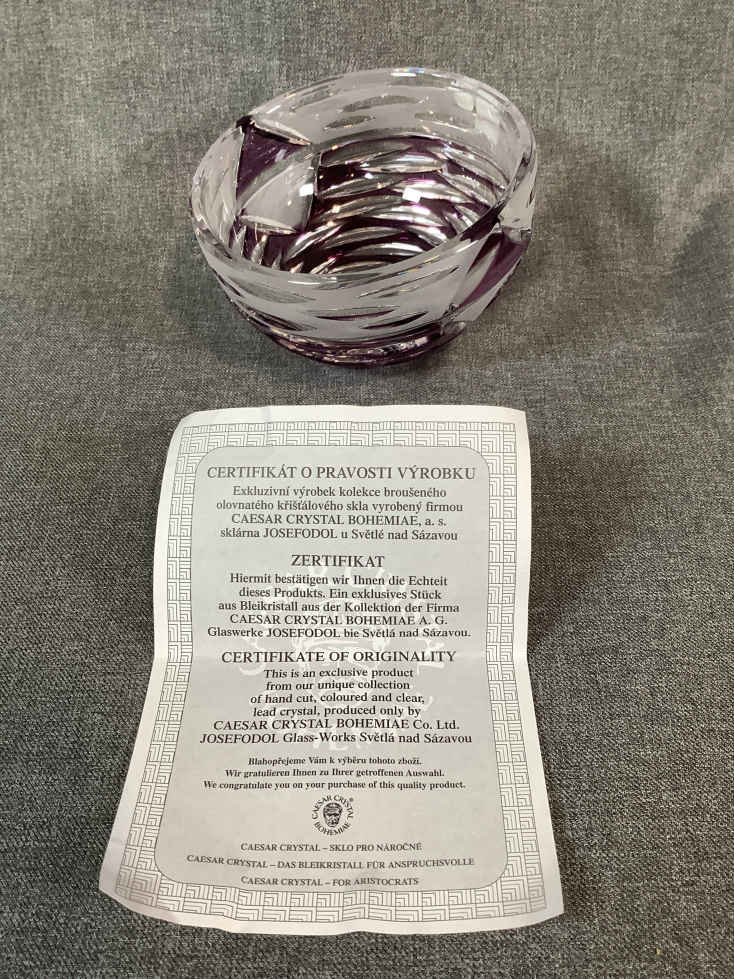 CERTIFIKÁT O PRAVOSTI VÝROBKU
Exkluzivní výrobek kolekce broušeného
olovnatého křišťálového skla vyrobený firmou
CAESAR CRYSTAL BOHEMIAE, a. s.
sklárna JOSEFODOL u Světlé nad Sázavou
ZERTIFIKAT
Hiermit bestätigen wir Ihnen die Echteit
dieses Produkts. Ein exklusives Stück
aus Bleikristall aus der Kollektion der Firma
CAESAR CRYSTAL BOHEMIAE A. G.
Glaswerke JOSEFODOL bie Světlá nad Sázavou.
CERTIFIKATE OF ORIGINALITY
This is an exclusive product
from our unique collection
of hand cut, coloured and clear,
lead crystal, produced only by
CAESAR CRYSTAL BOHEMIAE Co. Ltd.
JOSEFODOL Glass-Works Světlá nad Sázavou
Blahopřejeme Vám k výběru tohoto zboží.
Wir gratulieren Ihnen zu Ihrer getroffenen Auswahl.
We congratulate you on your purchase of this quality product.
CAESAR CRYSTAL®
BOHEMIAE
CAESAR CRYSTAL – SKLO PRO NÁROČNÉ
CAESAR CRYSTAL – DAS BLEIKRISTALL FÜR ANSPRUCHSVOLLE
CAESAR CRYSTAL – FOR ARISTOCRATS